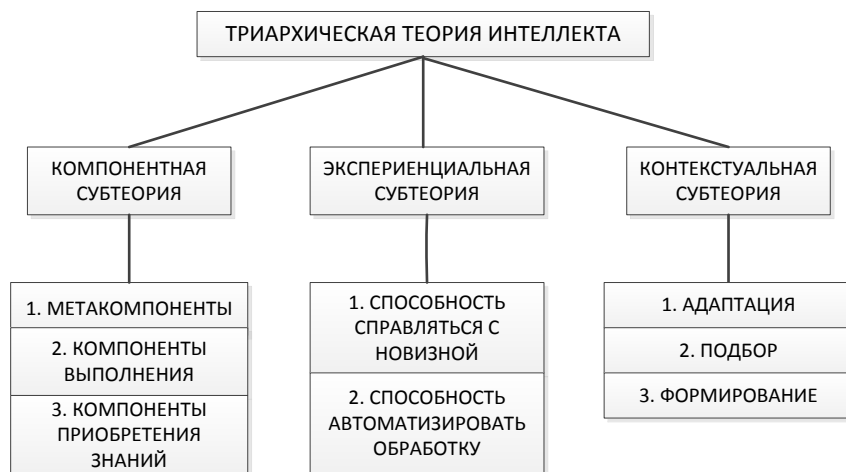 ТРИАРХИЧЕСКАЯ ТЕОРИЯ ИНТЕЛЛЕКТА
КОМПОНЕНТНАЯ
СУБТЕОРИЯ
ЭКСПЕРИЕНЦИАЛЬНАЯ
СУБТЕОРИЯ
КОНТЕКСТУАЛЬНАЯ
СУБТЕОРИЯ
1. МЕТАКОМПОНЕНТЫ
2. КОМПОНЕНТЫ
ВЫПОЛНЕНИЯ
3. КОМПОНЕНТЫ
ПРИОБРЕТЕНИЯ
ЗНАНИЙ
1. СПОСОБНОСТЬ
СПРАВЛЯТЬСЯ С
НОВИЗНОЙ
2. СПОСОБНОСТЬ
АВТОМАТИЗИРОВАТЬ
ОБРАБОТКУ
1. АДАПТАЦИЯ
2. ПОДБОР
3. ФОРМИРОВАНИЕ